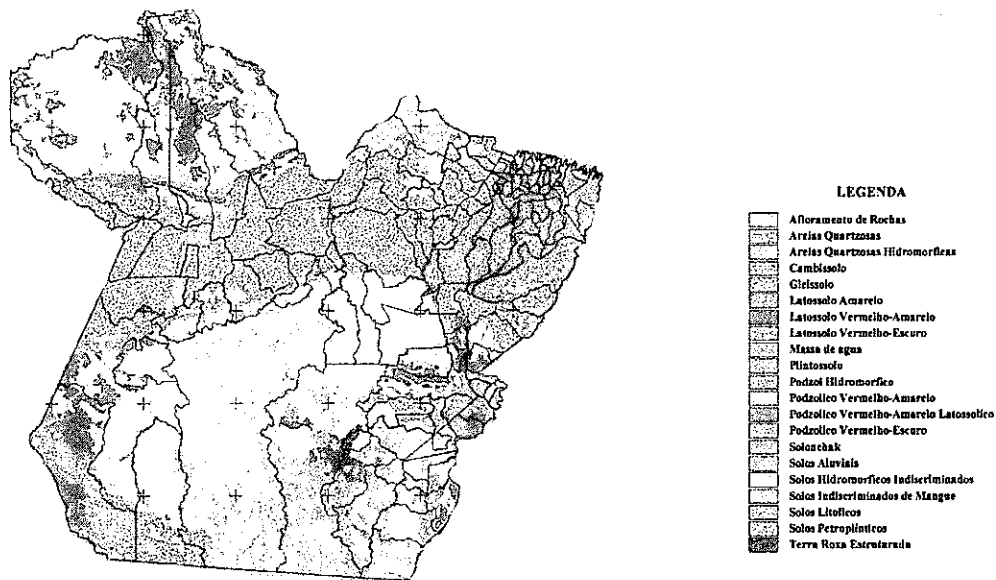 LEGENDA
Afloramento de Rochas
Areias Quartzosas
Areias Quartzosas Hidromorficas
Cambissolo
Gleissolo
Latossolo Amarelo
Latossolo Vermelho-Amarelo
Latossolo Vermelho-Escuro
Massa de agua
Plintossolo
Podzol Hidromorfico
Podzolico Vermelho-Amarelo
Podzolico Vermelho-Amarelo Latossolico
Podzolico Vermelho-Escuro
Solonchak
Solos Aluviais
Solos Hidromorficos Indiscriminados
Solos Indiscriminados de Mangue
Solos Litolicos
Solos Petroplinticos
Terra Roxa Estruturada